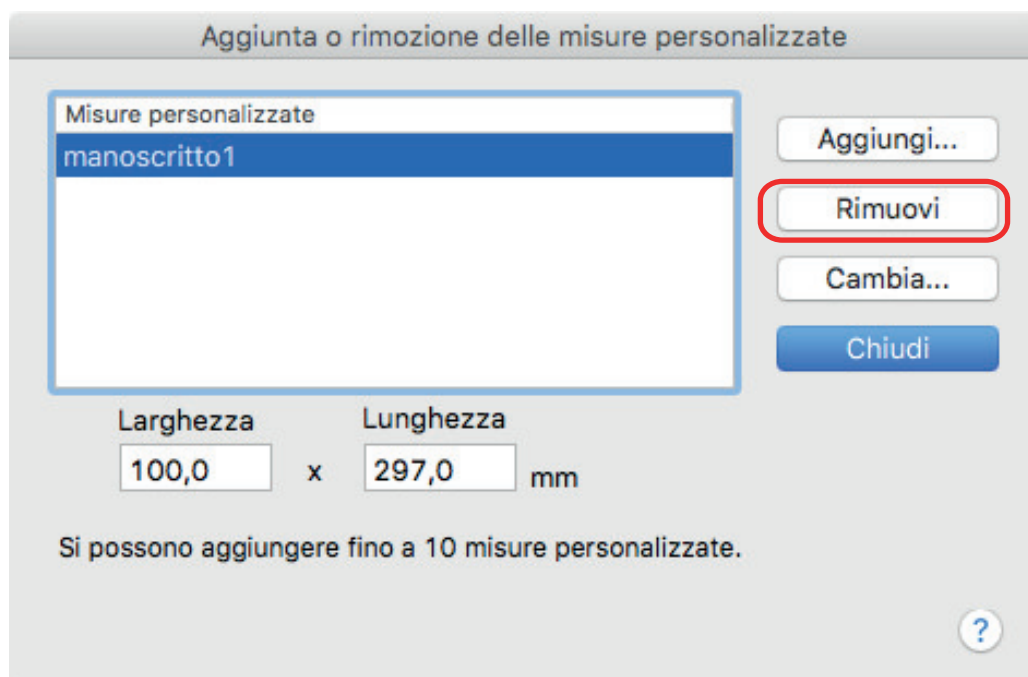 Aggiunta o rimozione delle misure personalizzate
Misure personalizzate
manoscritto1
Aggiungi...
Rimuovi
Cambia...
Chiudi
Larghezza Lunghezza
100,0 x 297,0 mm
Si possono aggiungere fino a 10 misure personalizzate.
?